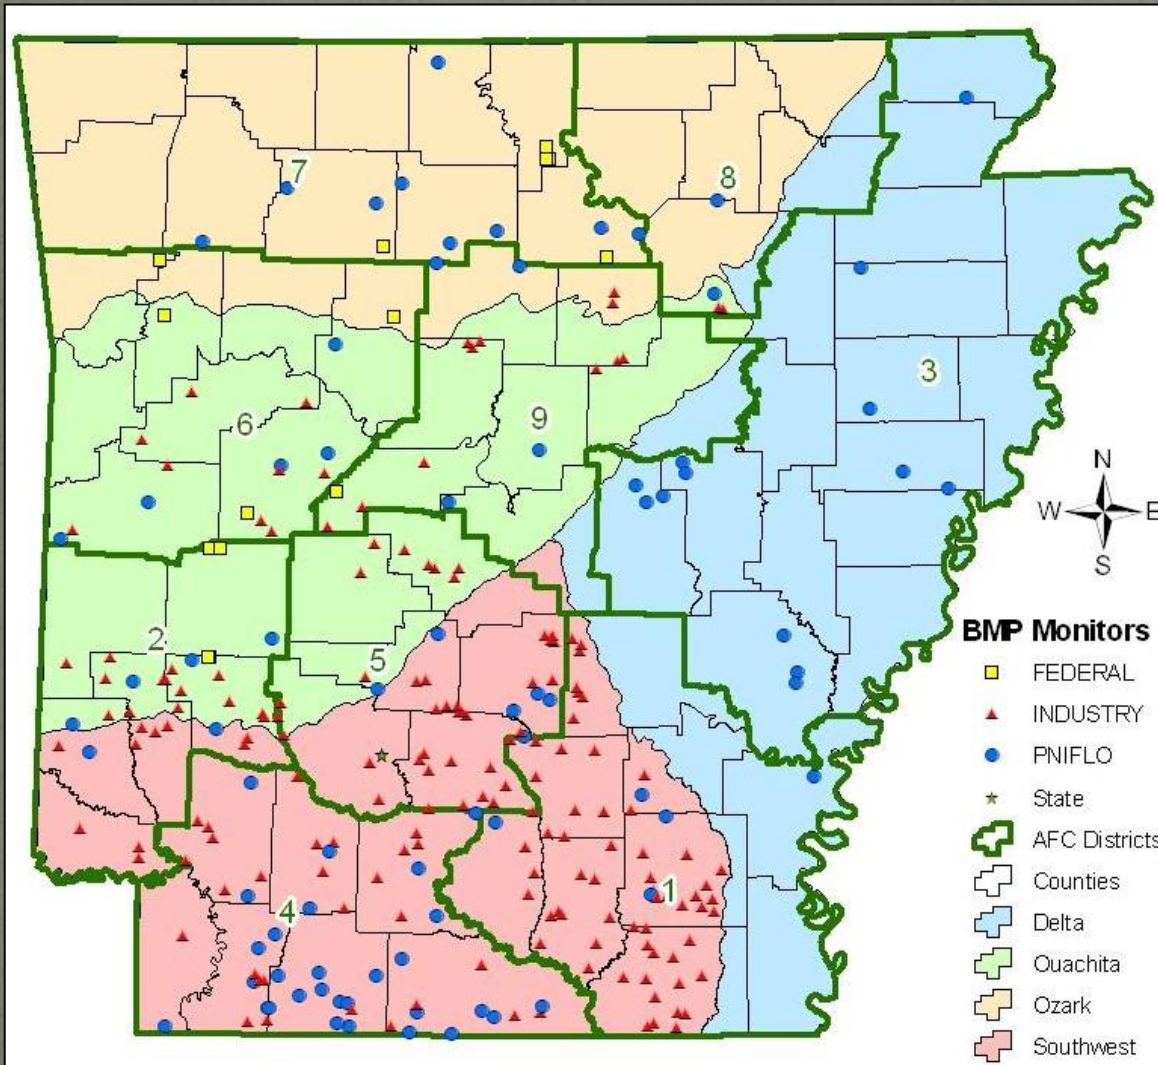 7
8
3
6
9
2
5
4
1
N
W E
S
BMP Monitors
FEDERAL
INDUSTRY
PNIFLO
State
AFC Districts
Counties
Delta
Ouachita
Ozark
Southwest